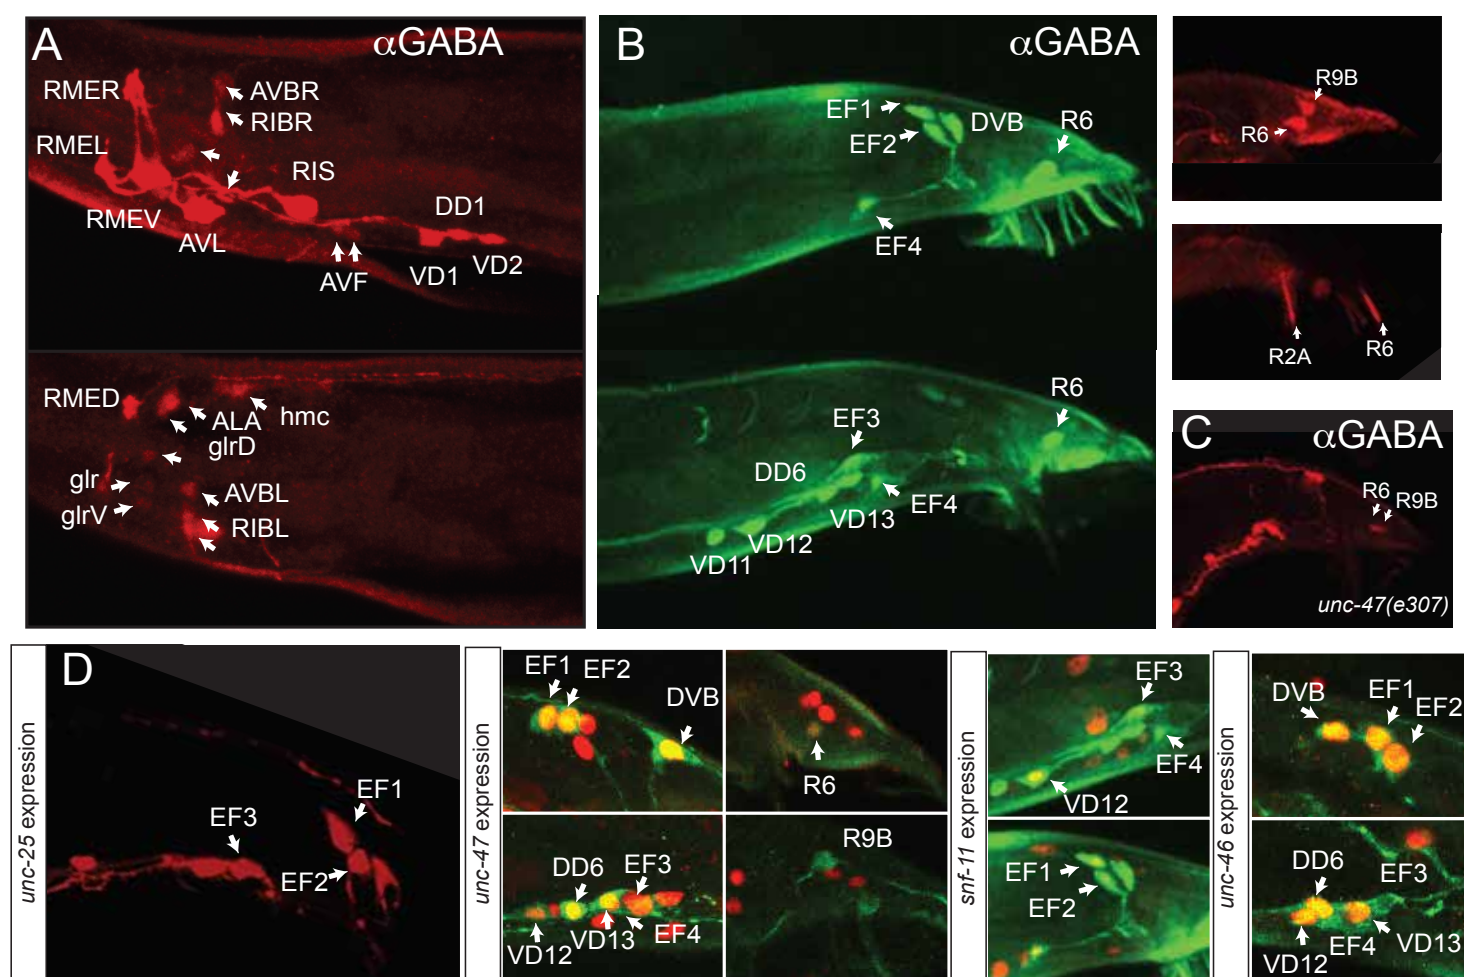 A
αGABA
RMER
AVBR
RIBR
RMEL
RIS
RMEV
DD1
AVL
VD2
AVF
VD1
RMED
hmc
ALA
glrD
glr
AVBL
glrV
RIBL
B
αGABA
EF1
DVB
R6
EF2
EF4
R6
EF3
DD6
EF4
VD13
VD12
VD11
R9B
R6
R2A
R6
C
αGABA
R6
R9B
unc-47(e307)
D
unc-25 expression
EF1
EF3
EF2
unc-47 expression
EF1
EF2
DVB
R6
DD6
EF3
VD12
VD13
EF4
R9B
snf-11 expression
EF3
EF4
VD12
EF1
EF2
unc-46 expression
DVB
EF1
EF2
DD6
EF3
EF4
VD13
VD12